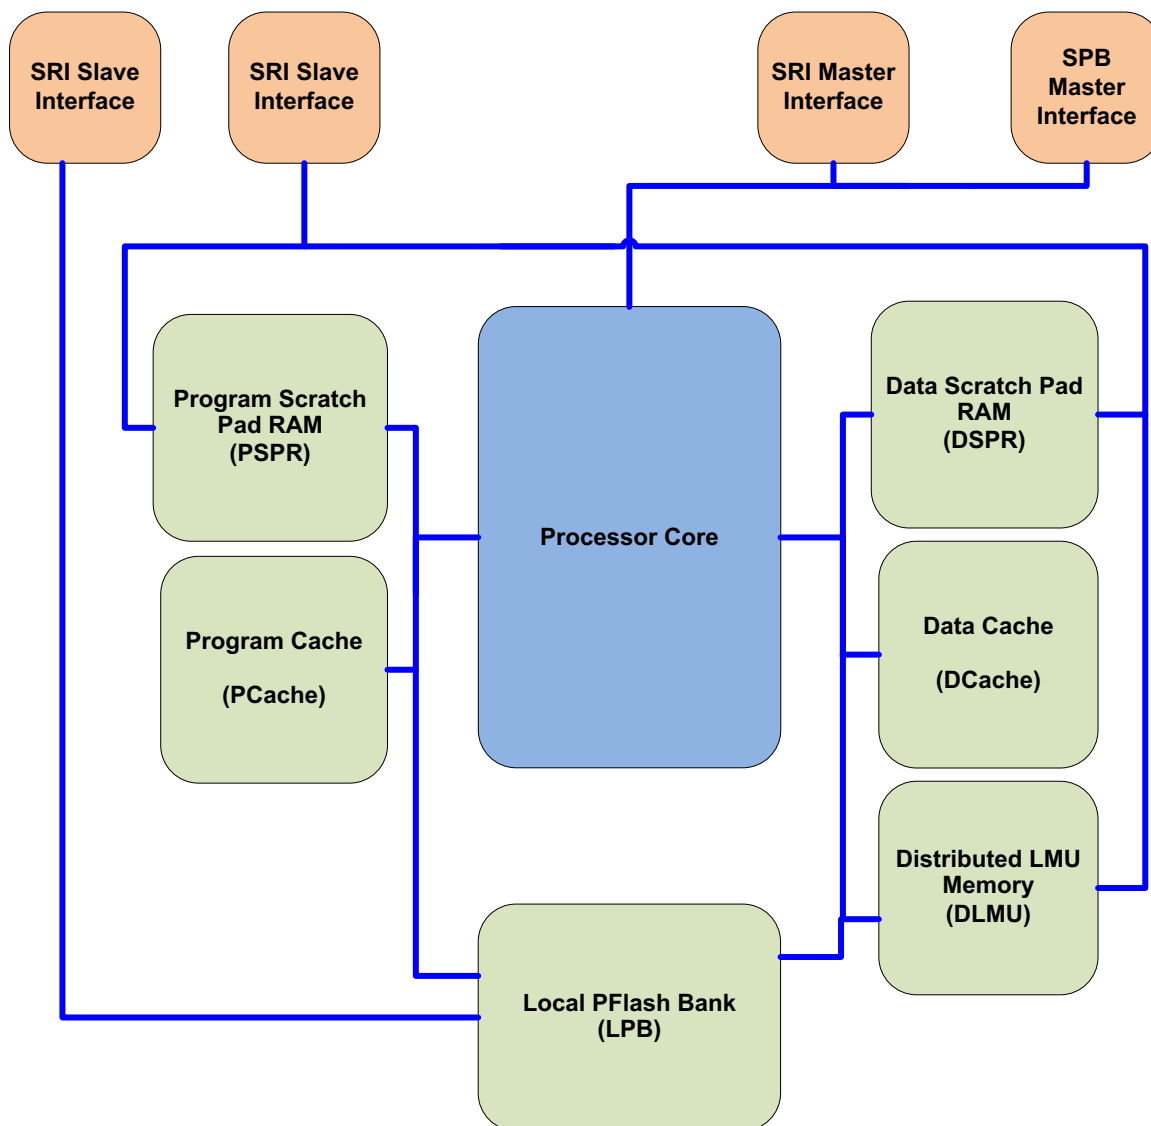 SRI Slave
Interface
SRI Slave
Interface
SRI Master
Interface
SPB
Master
Interface
Program Scratch
Pad RAM
(PSPR)
Processor Core
Data Scratch Pad
RAM
(DSPR)
Program Cache
(PCache)
Data Cache
(DCache)
Distributed LMU
Memory
(DLMU)
Local PFlash Bank
(LPB)